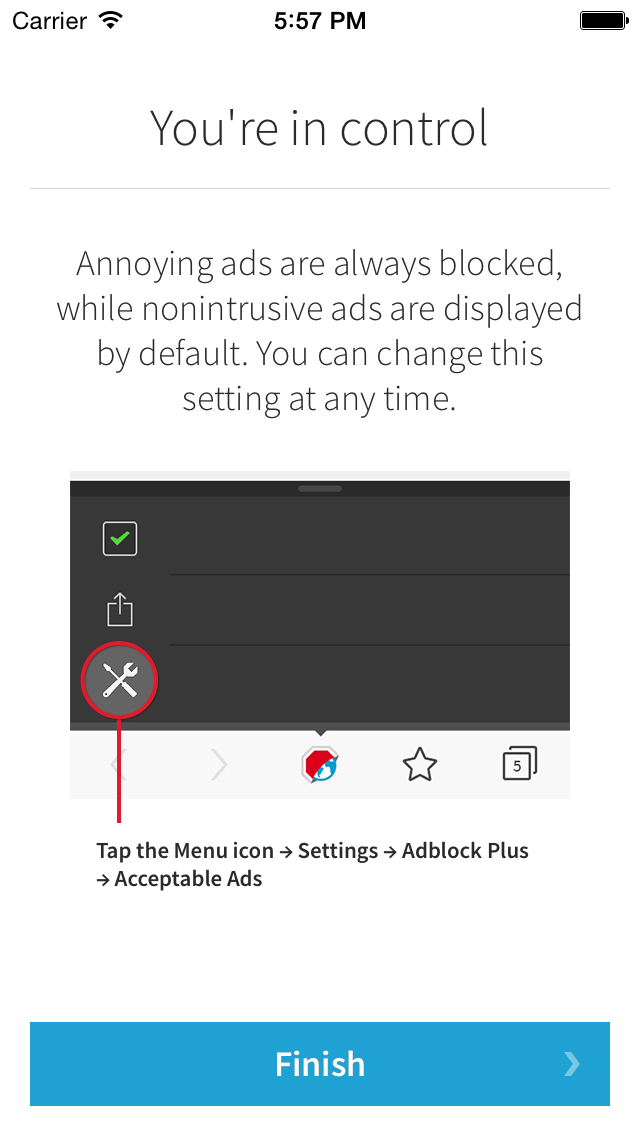 Carrier 5:57 PM
You're in control
Annoying ads are always blocked,
while nonintrusive ads are displayed
by default. You can change this
setting at any time.
5
Tap the Menu icon → Settings → Adblock Plus
→ Acceptable Ads
Finish